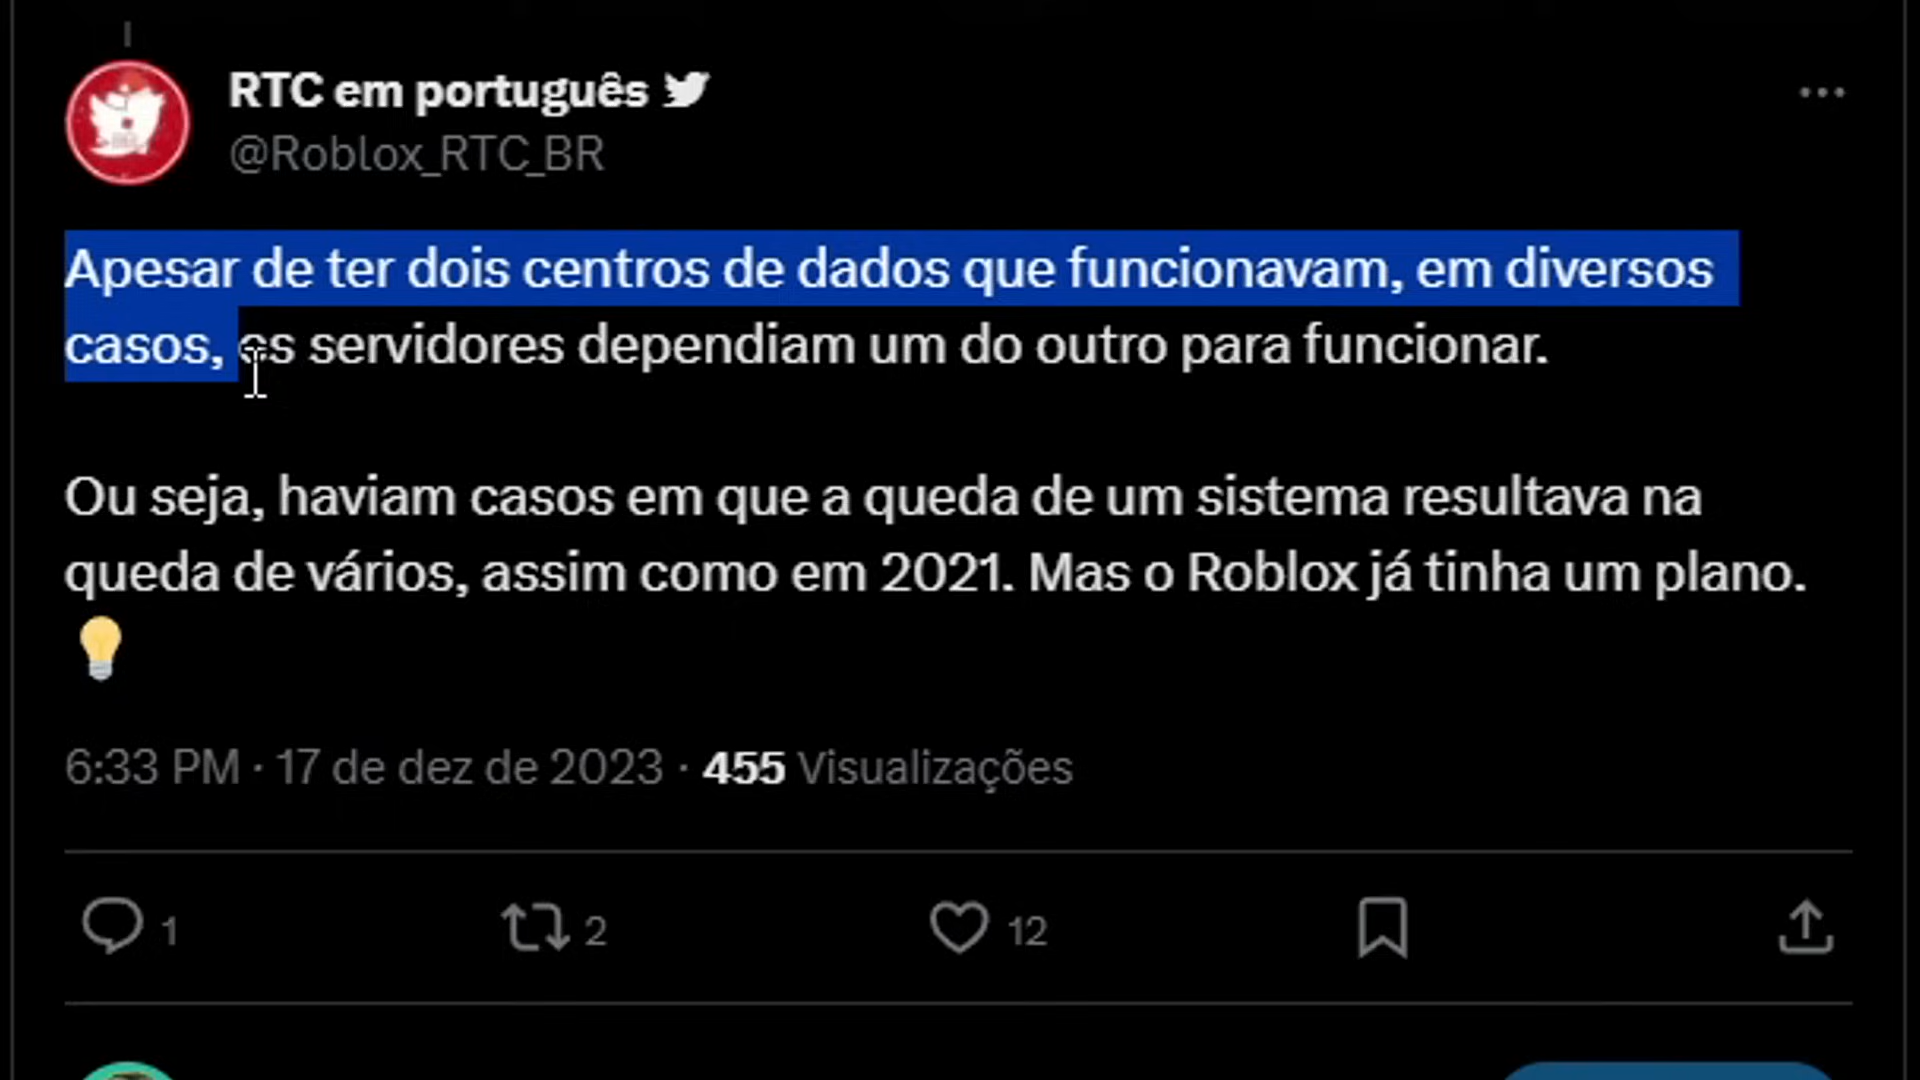 RTC em português
@Roblox_RTC_BR
Apesar de ter dois centros de dados que funcionavam, em diversos
casos, os servidores dependiam um do outro para funcionar.
Ou seja, haviam casos em que a queda de um sistema resultava na
queda de vários, assim como em 2021. Mas o Roblox já tinha um plano.
💡
6:33 PM · 17 de dez de 2023 · 455 Visualizações
1 2 12